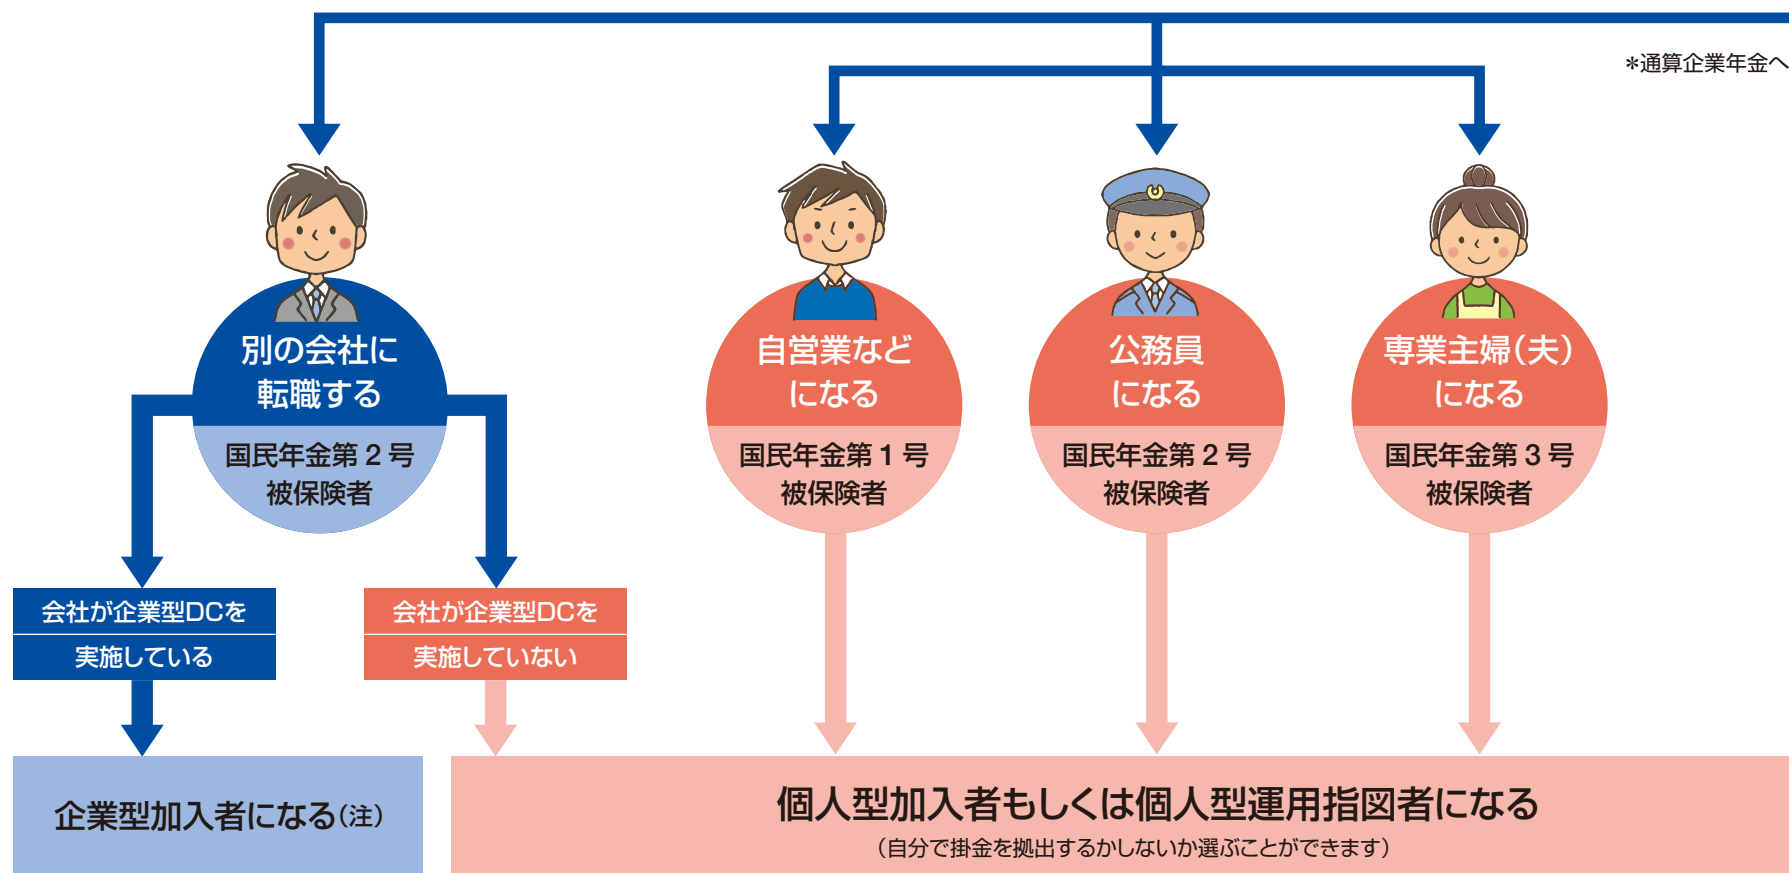 *通算企業年金へ
別の会社に
転職する
国民年金第2号
被保険者
自営業など
になる
国民年金第1号
被保険者
公務員
になる
国民年金第2号
被保険者
専業主婦(夫)
になる
国民年金第3号
被保険者
会社が企業型DCを
実施している
会社が企業型DCを
実施していない
企業型加入者になる(注)
個人型加入者もしくは個人型運用指図者になる
(自分で掛金を拠出するかしないか選ぶことができます)